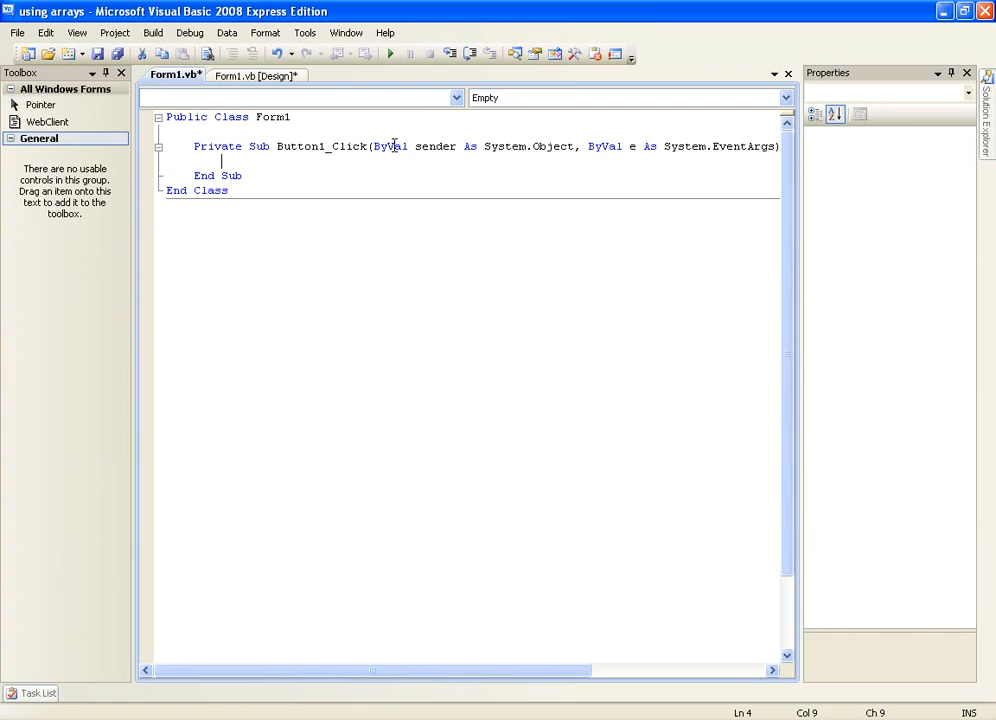 using arrays - Microsoft Visual Basic 2008 Express Edition
File Edit View Project Build Debug Data Format Tools Window Help
Toolbox
Form1.vb* Form1.vb [Design]*
Properties
All Windows Forms
Empty
Pointer
WebClient
General
There are no usable
controls in this group.
Drag an item onto this
text to add it to the
toolbox.
Public Class Form1
Private Sub Button1_Click(ByVal sender As System.Object, ByVal e As System.EventArgs)
End Sub
End Class
Solution Explorer
Task List
Ln 4 Col 9 Ch 9 INS